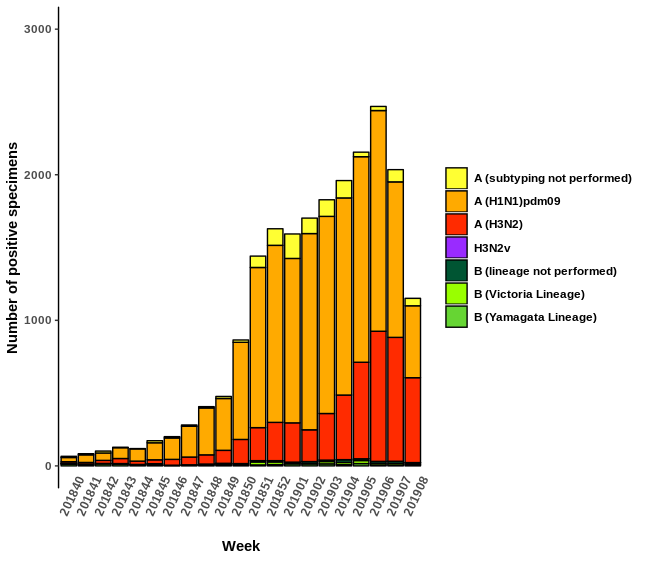 3000
2000
1000
0
Number of positive specimens
201840
201841
201842
201843
201844
201845
201846
201847
201848
201849
201850
201851
201852
201901
201902
201903
201904
201905
201906
201907
201908
Week
A (subtyping not performed)
A (H1N1)pdm09
A (H3N2)
H3N2v
B (lineage not performed)
B (Victoria Lineage)
B (Yamagata Lineage)